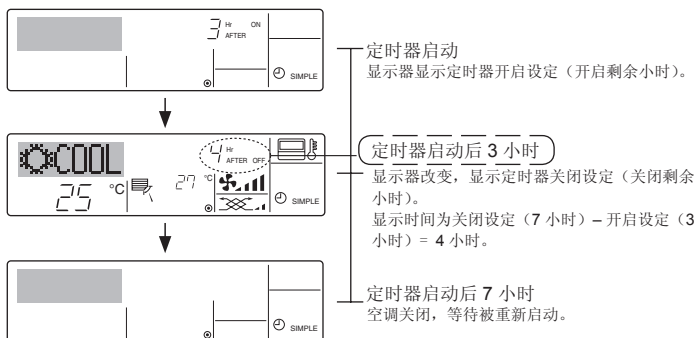 3 Hr ON
AFTER
SIMPLE
定时器启动
显示器显示定时器开启设定（开启剩余小时）。
COOL
4 Hr
AFTER OFF
25 °C
27 °C
SIMPLE
定时器启动后 3 小时
显示器改变，显示定时器关闭设定（关闭剩余
小时）。
显示时间为关闭设定（7 小时）– 开启设定（3
小时）= 4 小时。
SIMPLE
定时器启动后 7 小时
空调关闭，等待被重新启动。